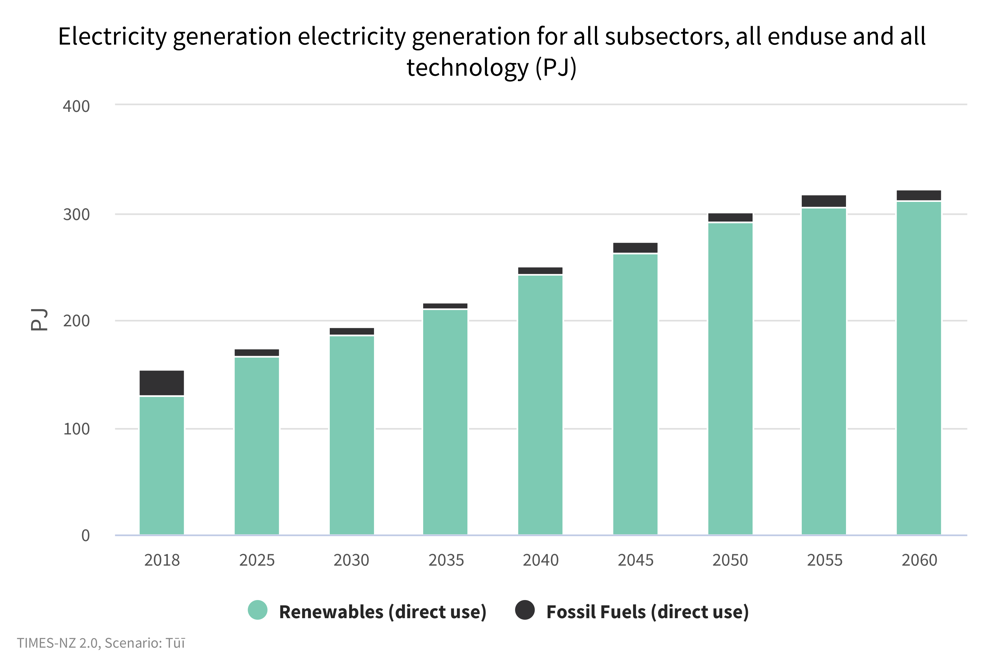 Electricity generation electricity generation for all subsectors, all enduse and all
technology (PJ)
400
300
200
100
0
PJ
2018 2025 2030 2035 2040 2045 2050 2055 2060
Renewables (direct use) Fossil Fuels (direct use)
TIMES-NZ 2.0, Scenario: Tūī